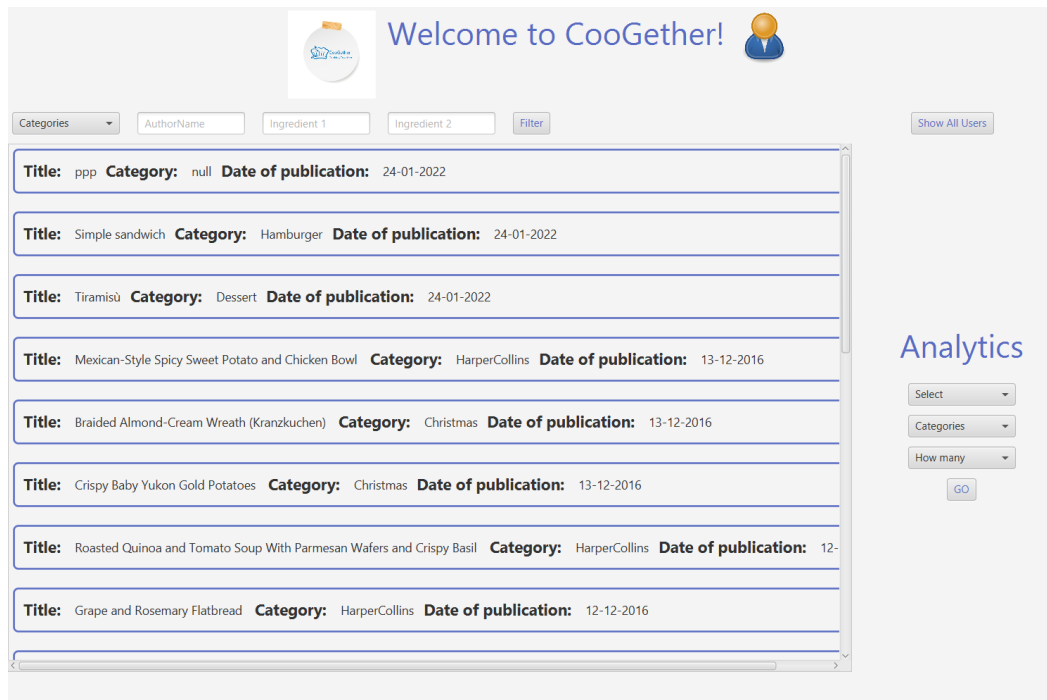 Welcome to CooGether!
CooGether
Categories AuthorName Ingredient 1 Ingredient 2 Filter Show All Users
Title: ppp Category: null Date of publication: 24-01-2022
Title: Simple sandwich Category: Hamburger Date of publication: 24-01-2022
Title: Tiramisù Category: Dessert Date of publication: 24-01-2022
Title: Mexican-Style Spicy Sweet Potato and Chicken Bowl Category: HarperCollins Date of publication: 13-12-2016
Title: Braided Almond-Cream Wreath (Kranzkuchen) Category: Christmas Date of publication: 13-12-2016
Title: Crispy Baby Yukon Gold Potatoes Category: Christmas Date of publication: 13-12-2016
Title: Roasted Quinoa and Tomato Soup With Parmesan Wafers and Crispy Basil Category: HarperCollins Date of publication: 12-
Title: Grape and Rosemary Flatbread Category: HarperCollins Date of publication: 12-12-2016
Analytics
Select
Categories
How many
GO